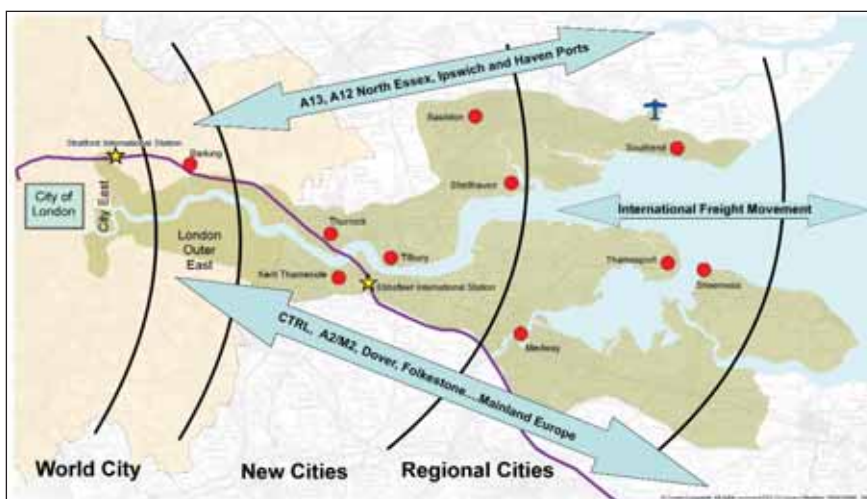 A13, A12 North Essex, Ipswich and Haven Ports
Basildon
Stratford International Station
Barking
Southend
City of
London
City East
Shellhaven
International Freight Movement
London
Outer
East
Thurrock
Tilbury
Thamesport
Sheerness
Kent Thameside
Ebbsfleet International Station
CTRL, A2/M2, Dover, Folkestone....Mainland Europe
Medway
World City
New Cities
Regional Cities